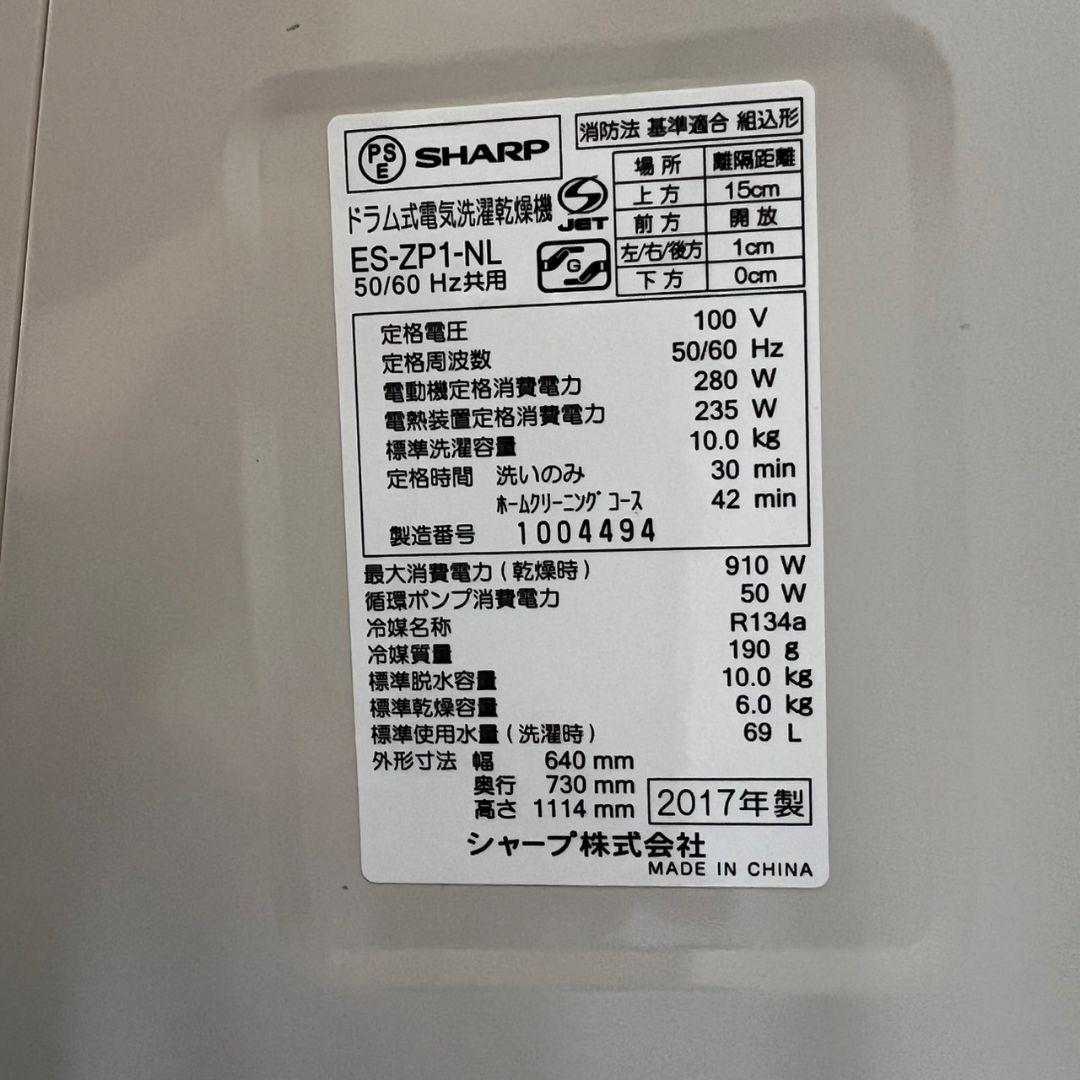 PSE SHARP
ドラム式電気洗濯乾燥機
JET
ES-ZP1-NL
50/60 Hz共用
G
消防法 基準適合 組込形
場所 離隔距離
上方 15cm
前方 開放
左/右/後方 1cm
下方 0cm
定格電圧 100 V
定格周波数 50/60 Hz
電動機定格消費電力 280 W
電熱装置定格消費電力 235 W
標準洗濯容量 10.0 kg
定格時間 洗いのみ 30 min
ホームクリーニングコース 42 min
製造番号 1004494
最大消費電力(乾燥時) 910 W
循環ポンプ消費電力 50 W
冷媒名称 R134a
冷媒質量 190 g
標準脱水容量 10.0 kg
標準乾燥容量 6.0 kg
標準使用水量(洗濯時) 69 L
外形寸法 幅 640 mm
奥行 730 mm
高さ 1114 mm
2017年製
シャープ株式会社
MADE IN CHINA